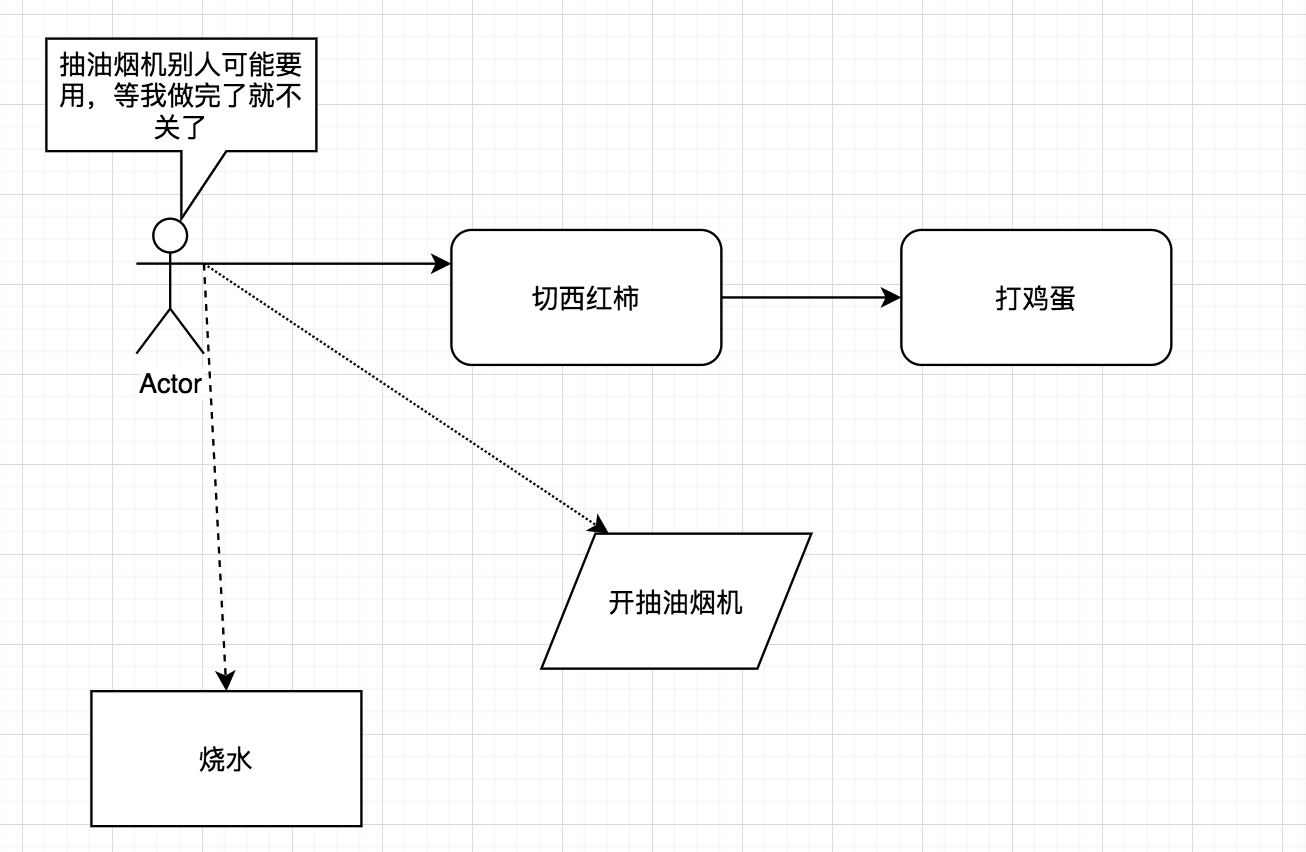 抽油烟机别人可能要
用，等我做完了就不
关了
Actor
切西红柿
打鸡蛋
开抽油烟机
烧水